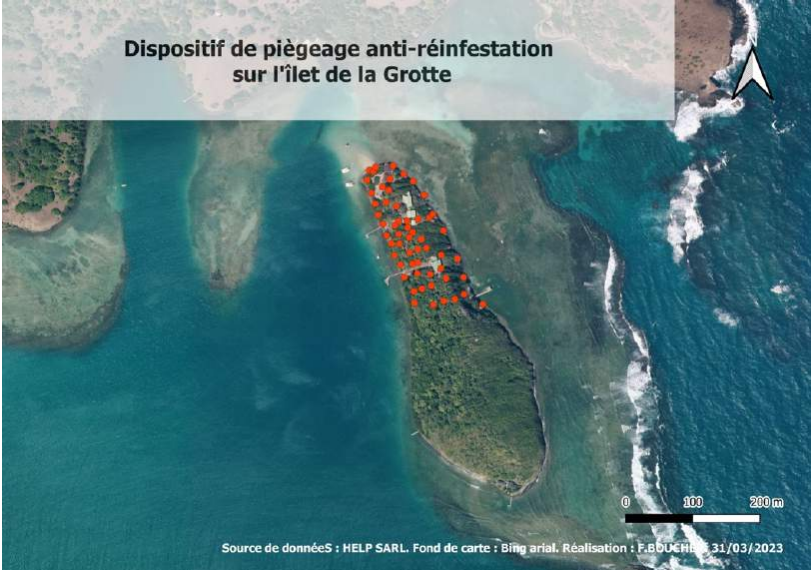 Dispositif de piègeage anti-réinfestation
sur l'îlet de la Grotte
0 100 200 m
Source de donnéeS : HELP SARL. Fond de carte : Bing arial. Réalisation : 31/03/2023